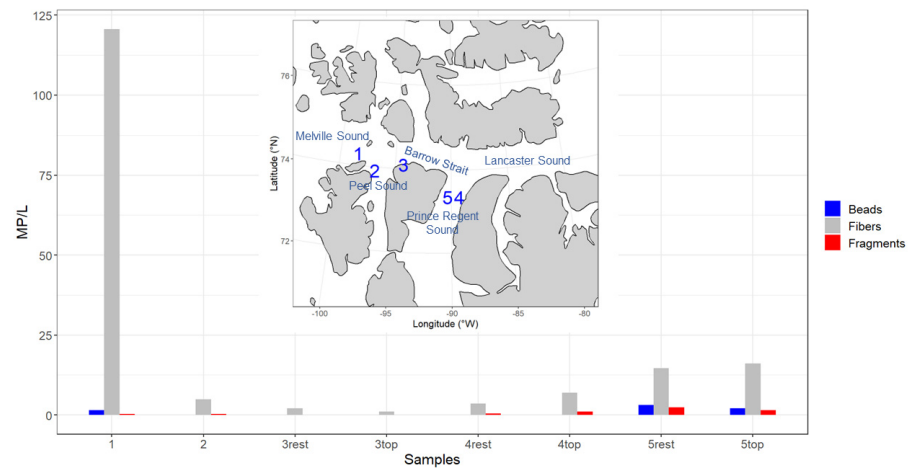 125
100
75
50
25
0
MP/L
1
2
3rest
3top
4rest
4top
5rest
5top
Samples
78
74
72
Latitude (°N)
-100
-95
-90
-85
-80
Longitude (°W)
Melville Sound
1
2
3
Barrow Strait
Lancaster Sound
Peel Sound
54
Prince Regent
Sound
Beads
Fibers
Fragments